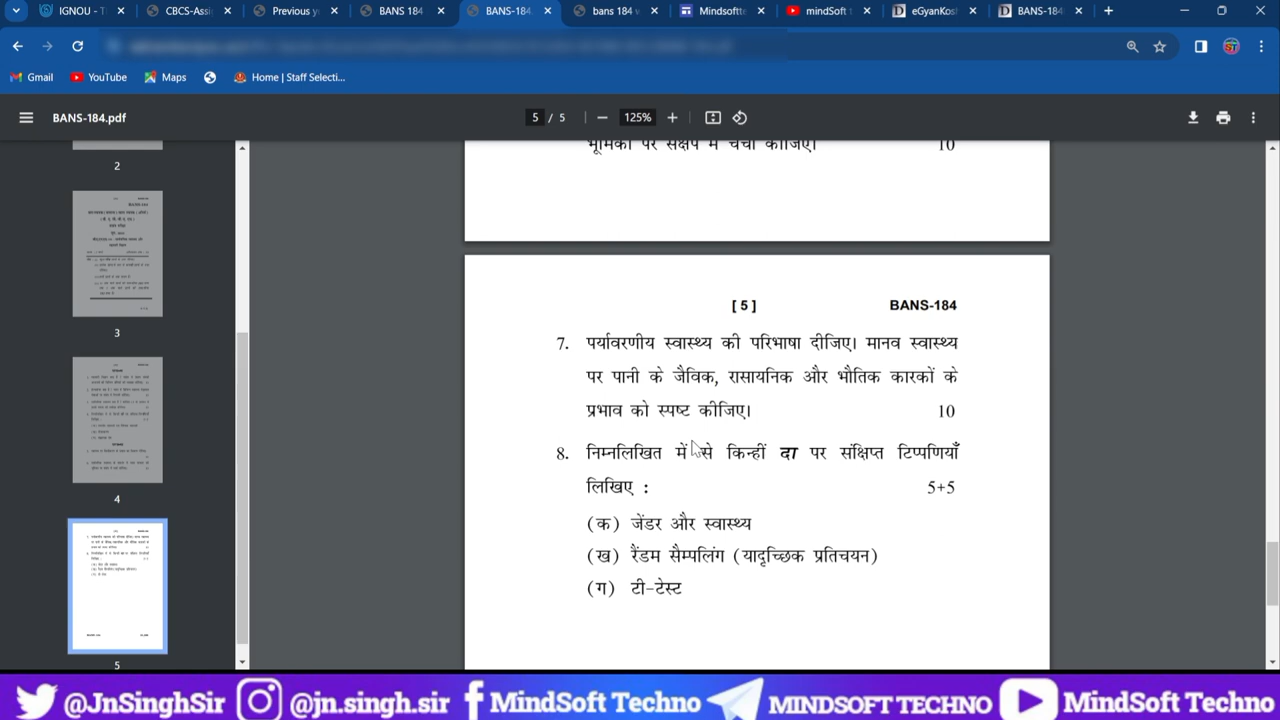 IGNOU - T
CBCS-Assi
Previous y
BANS 184
BANS-184
bans 184 v
Mindsoftte
mindSoft t
eGyanKos
BANS-184
Gmail
YouTube
Maps
Home | Staff Selecti...
BANS-184.pdf
5 / 5
125%
भूमिका पर संक्षेप में चर्चा कीजिए। 10
2
3
4
5
[ 5 ] BANS-184
7. पर्यावरणीय स्वास्थ्य की परिभाषा दीजिए। मानव स्वास्थ्य
पर पानी के जैविक, रासायनिक और भौतिक कारकों के
प्रभाव को स्पष्ट कीजिए। 10
8. निम्नलिखित में से किन्हीं दो पर संक्षिप्त टिप्पणियाँ
लिखिए : 5+5
(क) जेंडर और स्वास्थ्य
(ख) रैंडम सैम्पलिंग (यादृच्छिक प्रतिचयन)
(ग) टी-टेस्ट
@JnSinghSir @jn.singh.sir MindSoft Techno MINDSOFT TECHNO MindSoft Techno